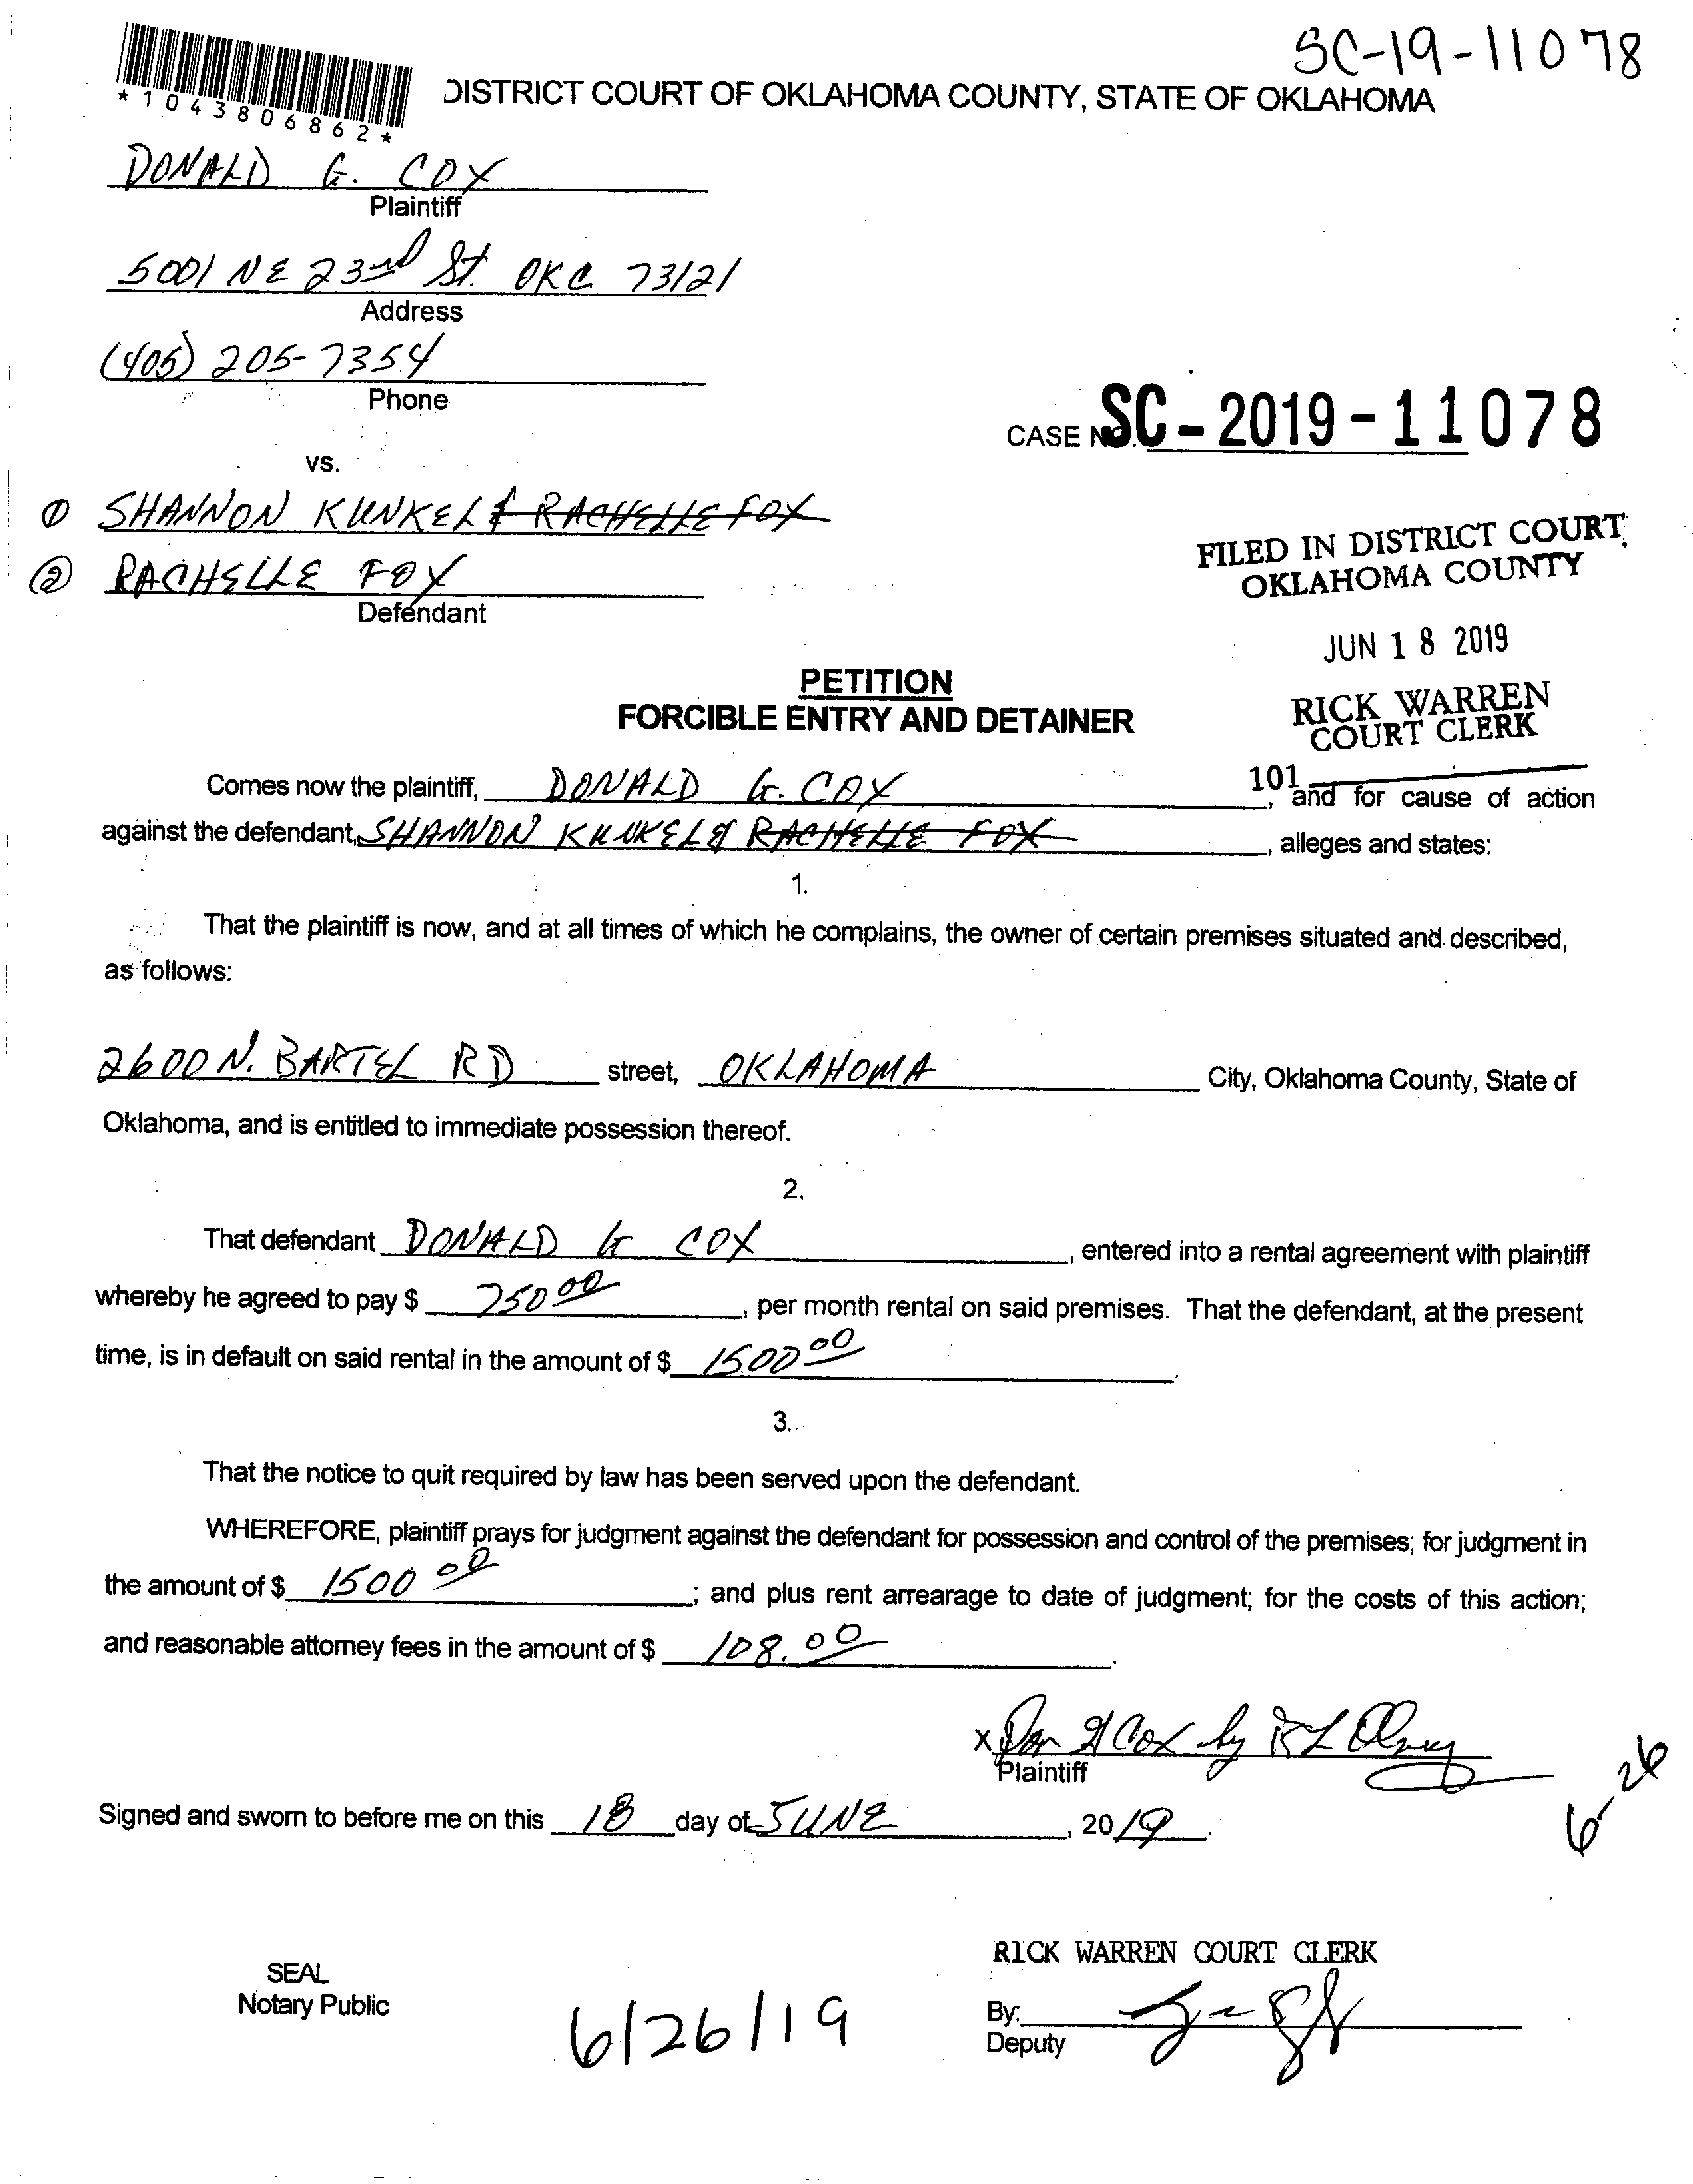 SC-19-11078
*1043806862*
DISTRICT COURT OF OKLAHOMA COUNTY, STATE OF OKLAHOMA
DONALD G. COX
Plaintiff
5001 NE 23rd St. OKC 73121
Address
(405) 205-7354
Phone
CASE NO. SC-2019-11078
vs.
① SHANNON KUNKEL & RACHELLE FOX
② RACHELLE FOX
Defendant
FILED IN DISTRICT COURT
OKLAHOMA COUNTY
JUN 18 2019
RICK WARREN
COURT CLERK
101
PETITION
FORCIBLE ENTRY AND DETAINER
Comes now the plaintiff, DONALD G. COX, and for cause of action
against the defendant, SHANNON KUNKEL & RACHELLE FOX, alleges and states:
1.
That the plaintiff is now, and at all times of which he complains, the owner of certain premises situated and described,
as follows:
2600 N. BARTEL RD street, OKLAHOMA City, Oklahoma County, State of
Oklahoma, and is entitled to immediate possession thereof.
2.
That defendant DONALD G COX, entered into a rental agreement with plaintiff
whereby he agreed to pay $ 750 00, per month rental on said premises. That the defendant, at the present
time, is in default on said rental in the amount of $ 1500 00.
3.
That the notice to quit required by law has been served upon the defendant.
WHEREFORE, plaintiff prays for judgment against the defendant for possession and control of the premises; for judgment in
the amount of $ 1500 00; and plus rent arrearage to date of judgment; for the costs of this action;
and reasonable attorney fees in the amount of $ 108.00.
x Don G Cox by
Plaintiff
6-26
Signed and sworn to before me on this 18 day of JUNE, 2019.
RICK WARREN COURT CLERK
SEAL
Notary Public
6/26/19
By:
Deputy